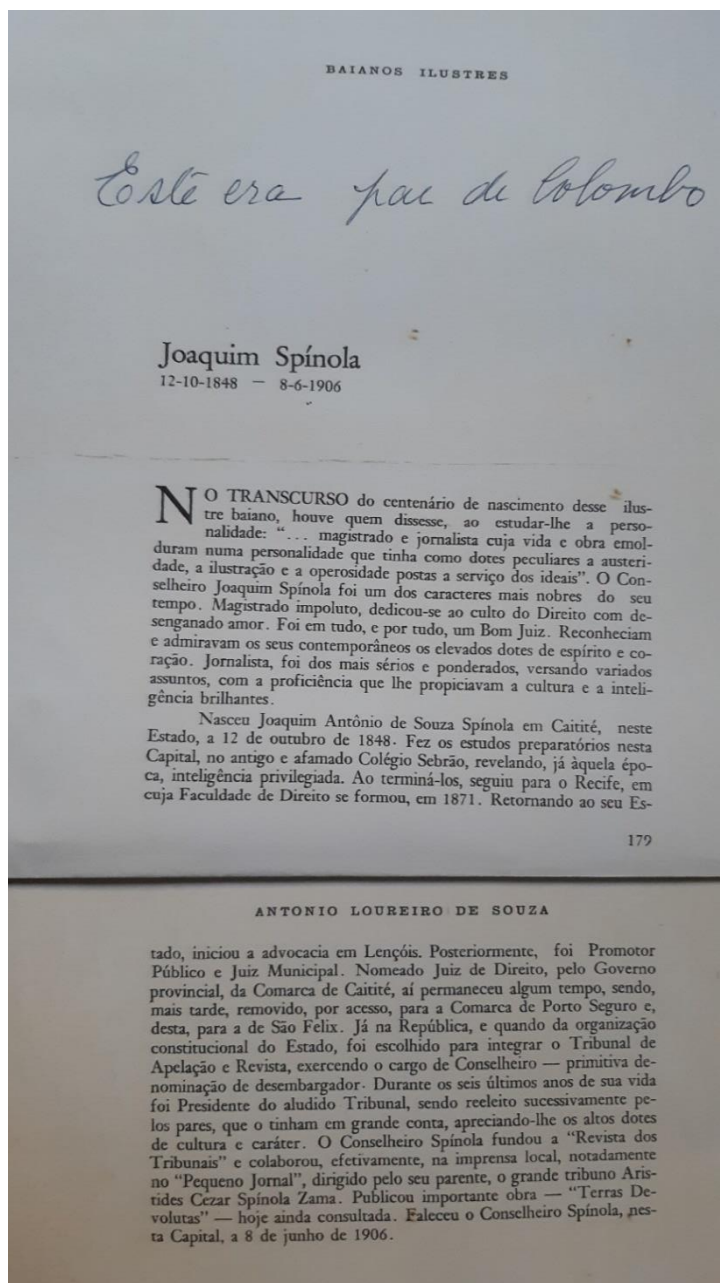 BAIANOS ILUSTRES
Este era pae de Colombo
Joaquim Spínola
12-10-1848 — 8-6-1906
NO TRANSCURSO do centenário de nascimento desse ilus-
tre baiano, houve quem dissesse, ao estudar-lhe a perso-
nalidade: "... magistrado e jornalista cuja vida e obra emol-
duram numa personalidade que tinha como dotes peculiares a austeri-
dade, a ilustração e a operosidade postas a serviço dos ideais". O Con-
selheiro Joaquim Spínola foi um dos caracteres mais nobres do seu
tempo. Magistrado impoluto, dedicou-se ao culto do Direito com de-
senganado amor. Foi em tudo, e por tudo, um Bom Juiz. Reconheciam
e admiravam os seus contemporâneos os elevados dotes de espírito e co-
ração. Jornalista, foi dos mais sérios e ponderados, versando variados
assuntos, com a proficiência que lhe propiciavam a cultura e a inteli-
gência brilhantes.
Nasceu Joaquim Antônio de Souza Spínola em Caitité, neste
Estado, a 12 de outubro de 1848. Fez os estudos preparatórios nesta
Capital, no antigo e afamado Colégio Sebrão, revelando, já àquela épo-
ca, inteligência privilegiada. Ao terminá-los, seguiu para o Recife, em
cuja Faculdade de Direito se formou, em 1871. Retornando ao seu Es-
179
ANTONIO LOUREIRO DE SOUZA
tado, iniciou a advocacia em Lençóis. Posteriormente, foi Promotor
Público e Juiz Municipal. Nomeado Juiz de Direito, pelo Governo
provincial, da Comarca de Caitité, aí permaneceu algum tempo, sendo,
mais tarde, removido, por acesso, para a Comarca de Porto Seguro e,
desta, para a de São Felix. Já na República, e quando da organização
constitucional do Estado, foi escolhido para integrar o Tribunal de
Apelação e Revista, exercendo o cargo de Conselheiro — primitiva de-
nominação de desembargador. Durante os seis últimos anos de sua vida
foi Presidente do aludido Tribunal, sendo reeleito sucessivamente pe-
los pares, que o tinham em grande conta, apreciando-lhe os altos dotes
de cultura e caráter. O Conselheiro Spínola fundou a "Revista dos
Tribunais" e colaborou, efetivamente, na imprensa local, notadamente
no "Pequeno Jornal", dirigido pelo seu parente, o grande tribuno Aris-
tides Cezar Spínola Zama. Publicou importante obra — "Terras De-
volutas" — hoje ainda consultada. Faleceu o Conselheiro Spínola, nes-
ta Capital, a 8 de junho de 1906.